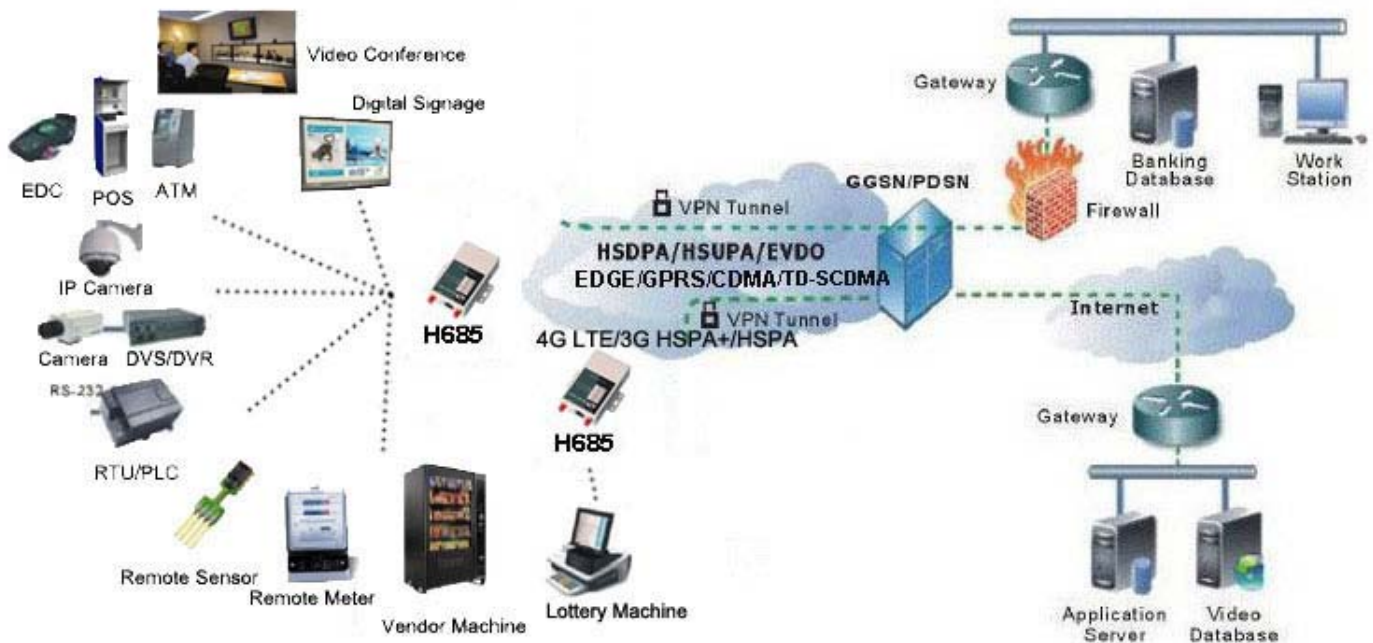 Video Conference
Digital Signage
EDC
POS
ATM
IP Camera
Camera
DVS/DVR
RS-232
RTU/PLC
Remote Sensor
Remote Meter
Vendor Machine
Lottery Machine
H685
H685
VPN Tunnel
HSDPA/HSUPA/EVDO
EDGE/GPRS/CDMA/TD-SCDMA
VPN Tunnel
4G LTE/3G HSPA+/HSPA
GGSN/PDSN
Gateway
Firewall
Banking
Database
Work
Station
Internet
Gateway
Application
Server
Video
Database